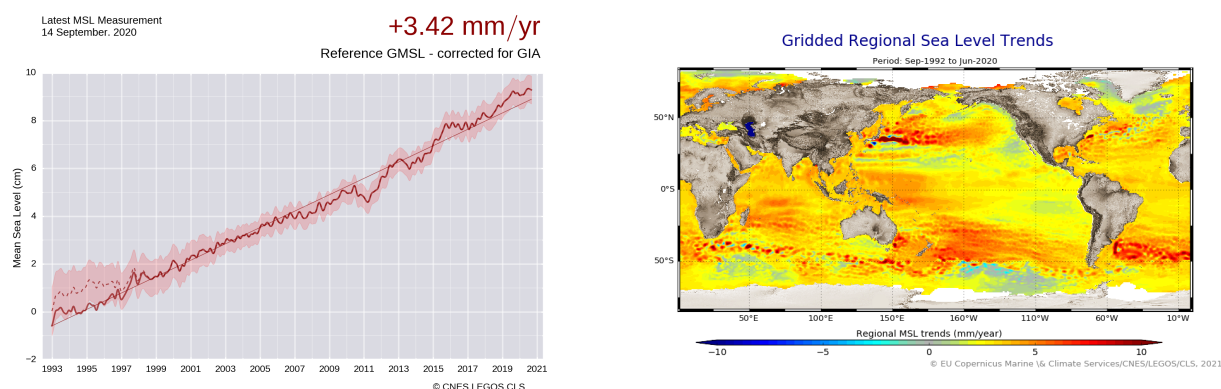 Latest MSL Measurement
14 September. 2020
+3.42 mm/yr
Reference GMSL - corrected for GIA
Mean Sea Level (cm)
10
8
6
4
2
0
−2
1993 1995 1997 1999 2001 2003 2005 2007 2009 2011 2013 2015 2017 2019 2021
© CNES LEGOS CLS
Gridded Regional Sea Level Trends
Period: Sep-1992 to Jun-2020
50°N
0°S
50°S
50°E 100°E 150°E 160°W 110°W 60°W 10°W
Regional MSL trends (mm/year)
−10 −5 0 5 10
© EU Copernicus Marine \& Climate Services/CNES/LEGOS/CLS, 2021